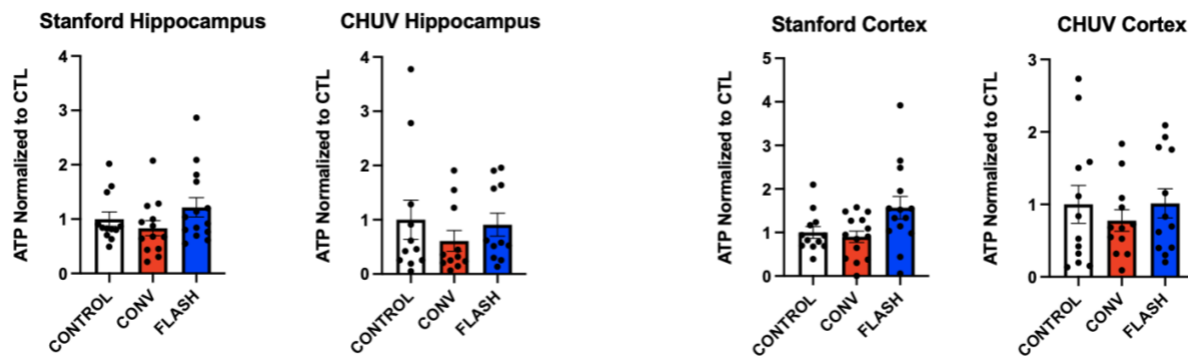 Stanford Hippocampus
ATP Normalized to CTL
4
3
2
1
0
CONTROL
CONV
FLASH
CHUV Hippocampus
ATP Normalized to CTL
4
3
2
1
0
CONTROL
CONV
FLASH
Stanford Cortex
ATP Normalized to CTL
5
4
3
2
1
0
CONTROL
CONV
FLASH
CHUV Cortex
ATP Normalized to CTL
3
2
1
0
CONTROL
CONV
FLASH